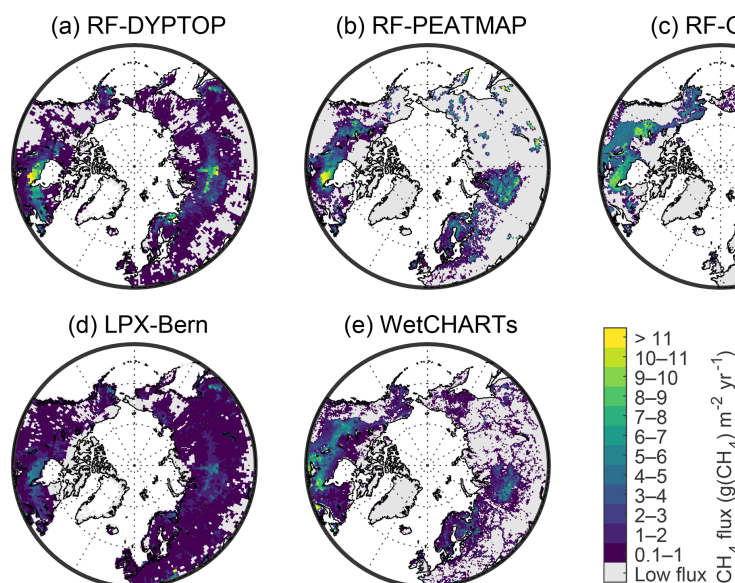 (a) RF-DYPTOP
(b) RF-PEATMAP
(c) RF-
(d) LPX-Bern
(e) WetCHARTs
> 11
10–11
9–10
8–9
7–8
6–7
5–6
4–5
3–4
2–3
1–2
0.1–1
Low flux
CH₄ flux (g(CH₄) m⁻² yr⁻¹)